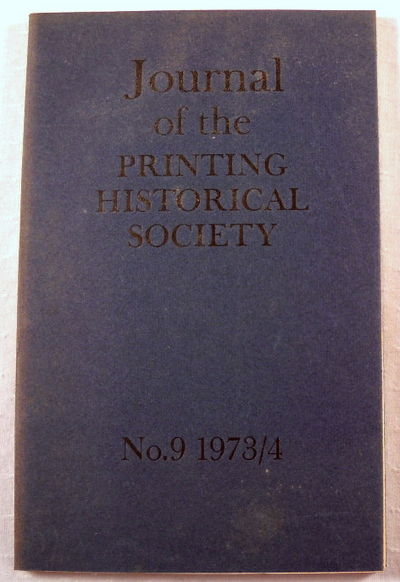 Journal
of the
PRINTING
HISTORICAL
SOCIETY
No.9 1973/4